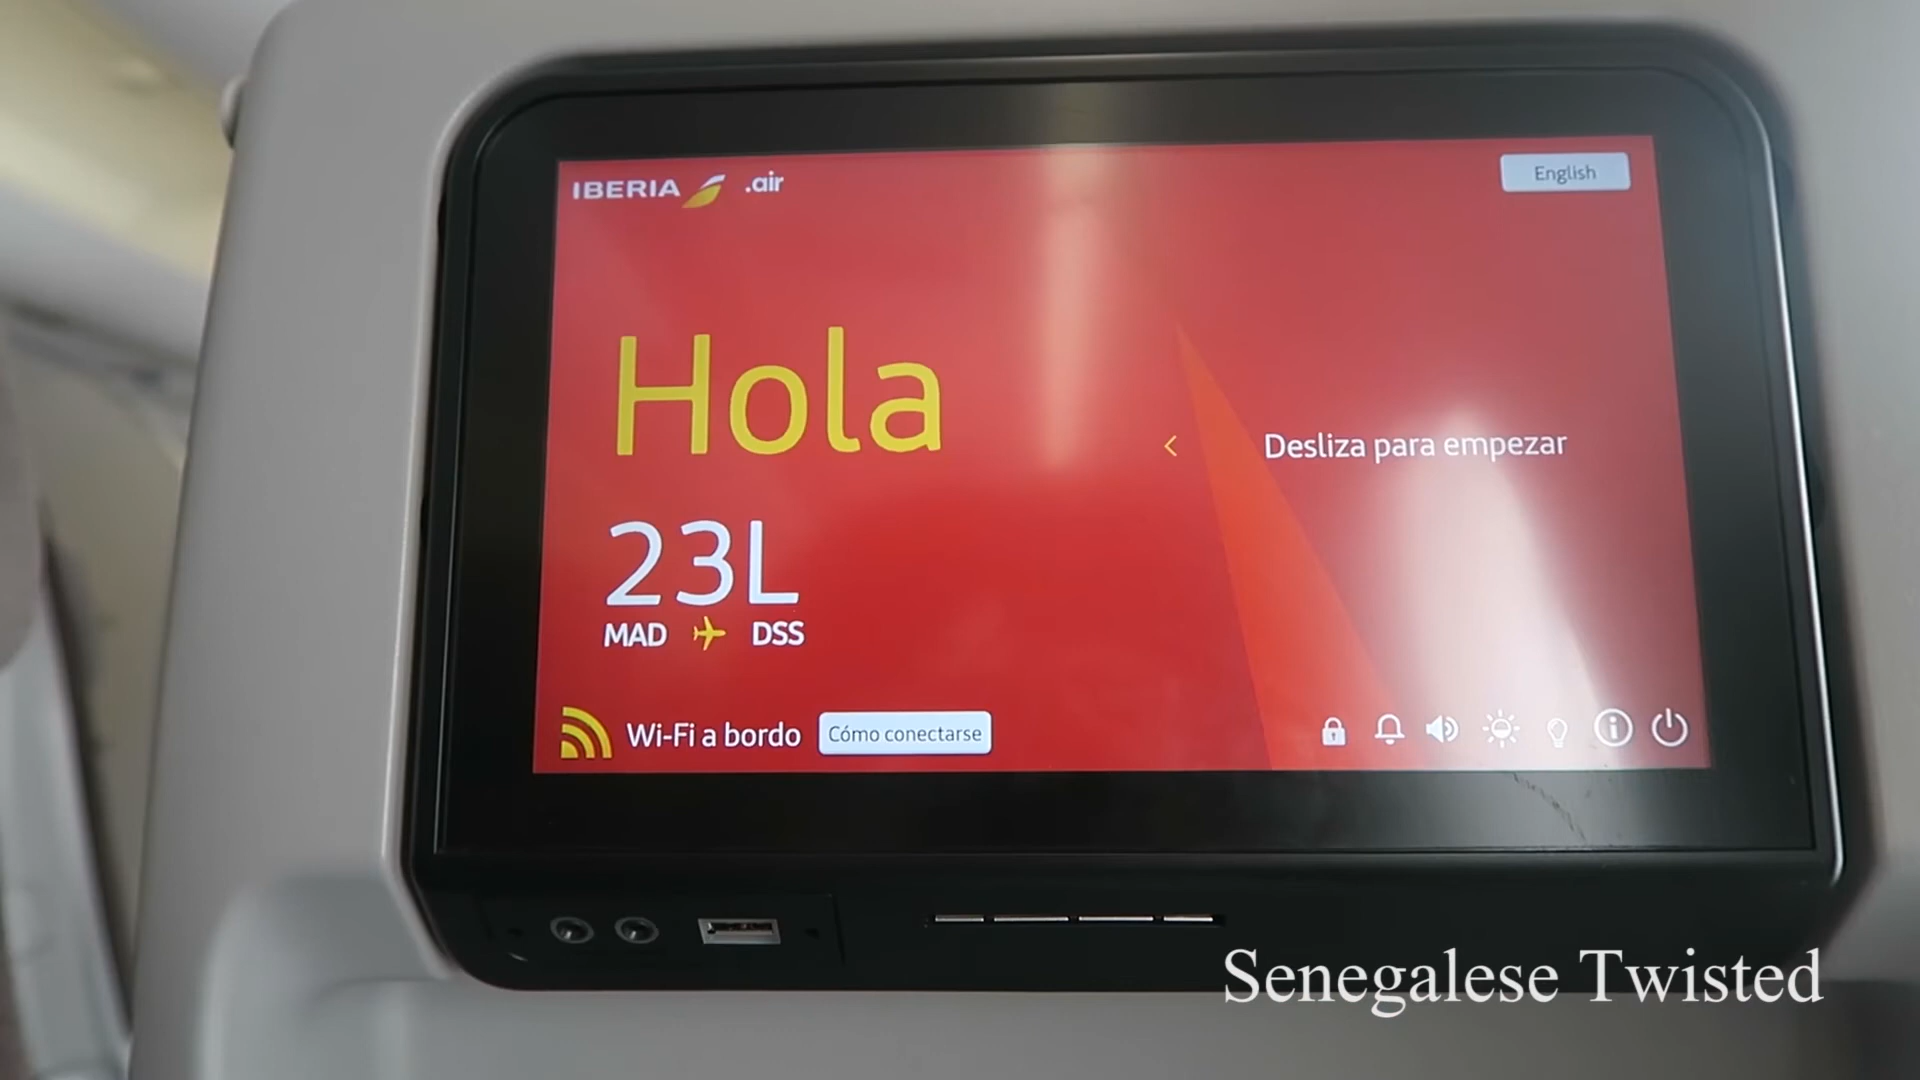 IBERIA .air
English
Hola
Desliza para empezar
23L
MAD DSS
Wi-Fi a bordo Cómo conectarse
Senegalese Twisted